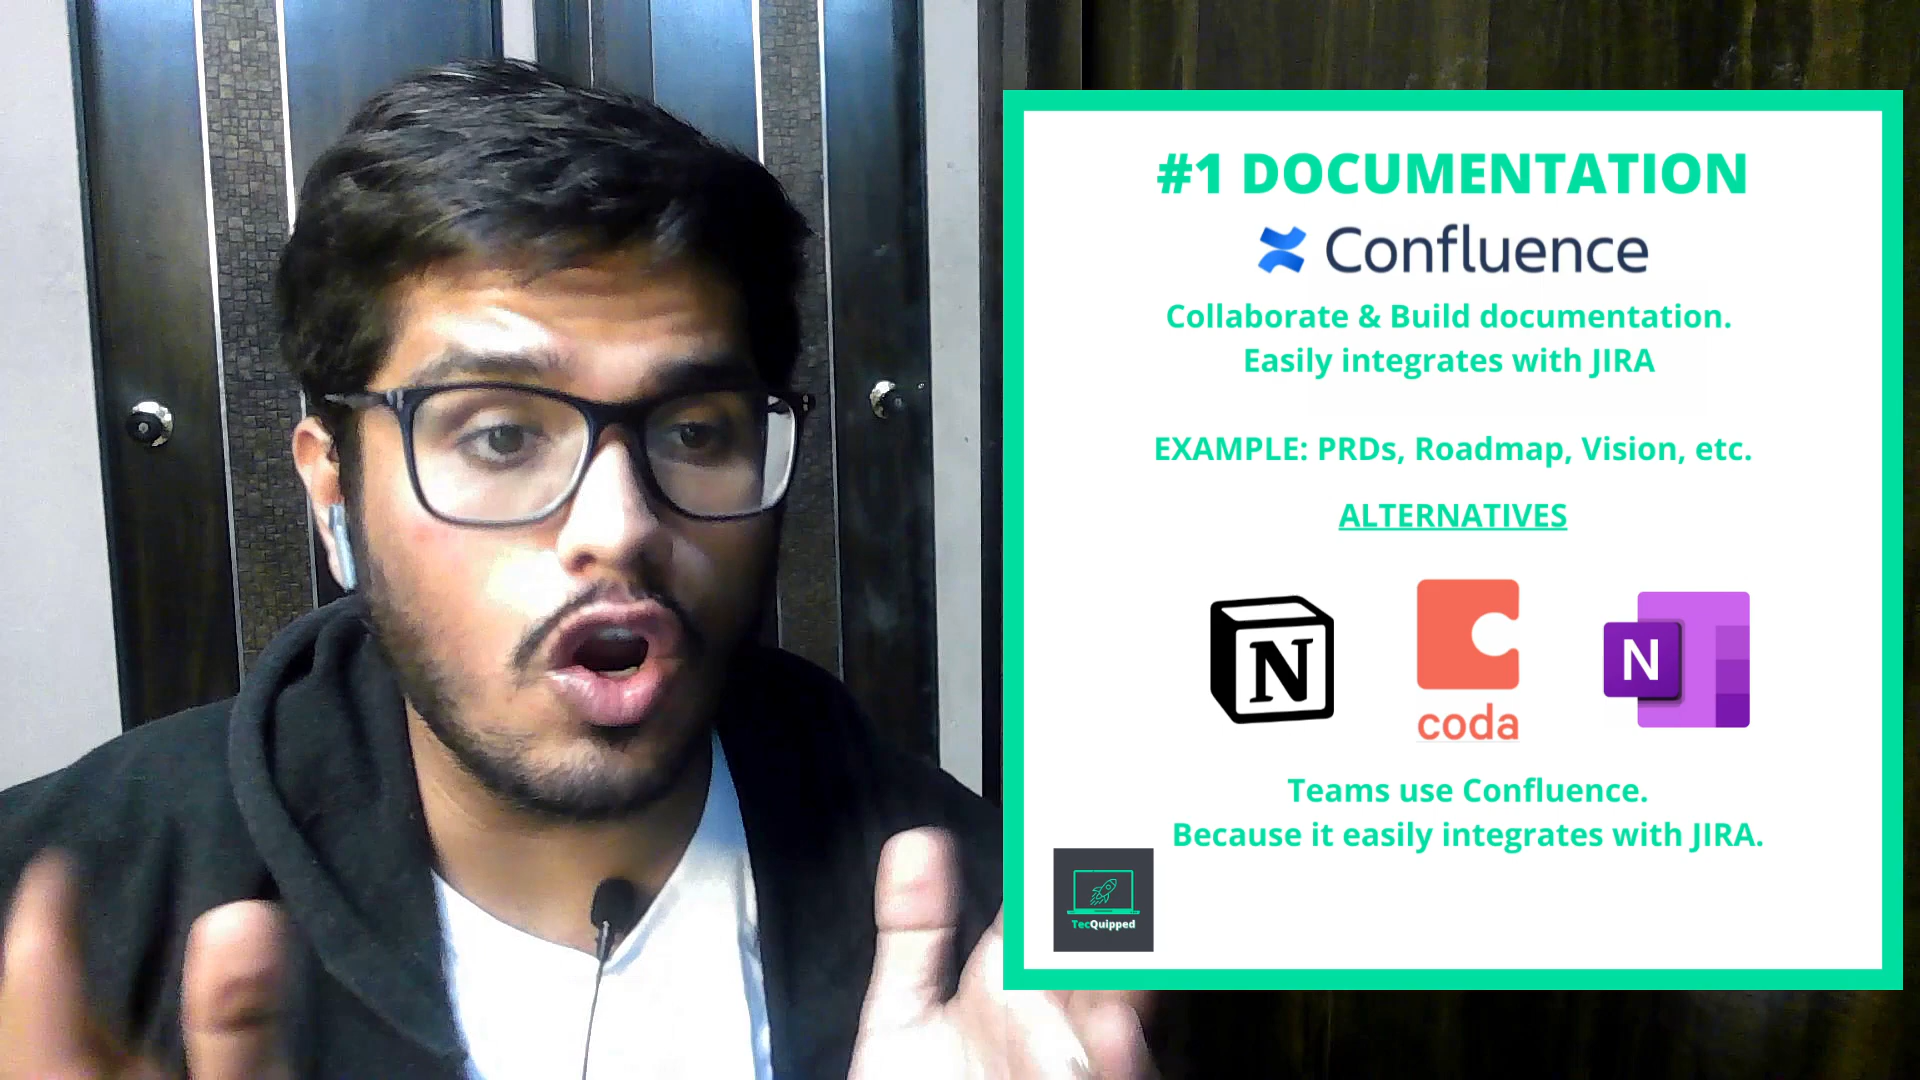 #1 DOCUMENTATION
Confluence
Collaborate & Build documentation.
Easily integrates with JIRA
EXAMPLE: PRDs, Roadmap, Vision, etc.
ALTERNATIVES
N
coda
N
Teams use Confluence.
Because it easily integrates with JIRA.
TecQuipped